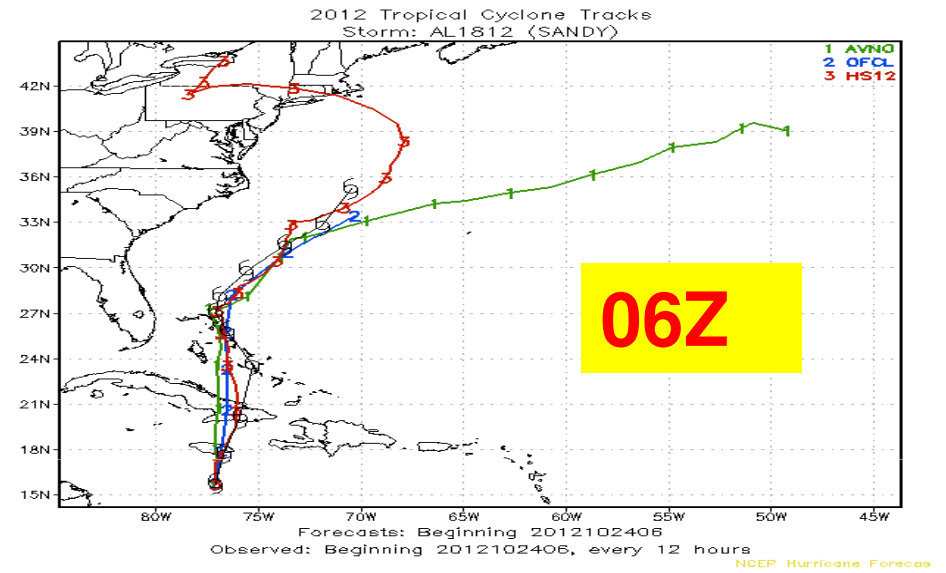 2012 Tropical Cyclone Tracks
Storm: AL1812 (SANDY)
1 AVNO
2 OFCL
3 HS12
42N
39N
36N
33N
30N
27N
24N
21N
18N
15N
06Z
80W 75W 70W 65W 60W 55W 50W 45W
Forecasts: Beginning 2012102406
Observed: Beginning 2012102406, every 12 hours
NCEP Hurricane Forecas